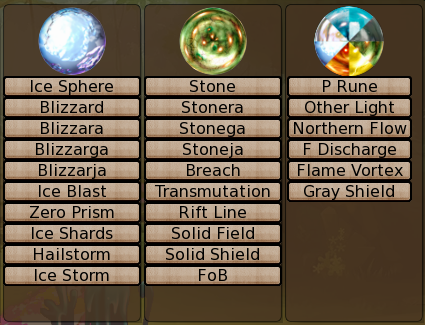 Ice Sphere
Blizzard
Blizzara
Blizzarga
Blizzarja
Ice Blast
Zero Prism
Ice Shards
Hailstorm
Ice Storm
Stone
Stonera
Stonega
Stoneja
Breach
Transmutation
Rift Line
Solid Field
Solid Shield
FoB
P Rune
Other Light
Northern Flow
F Discharge
Flame Vortex
Gray Shield